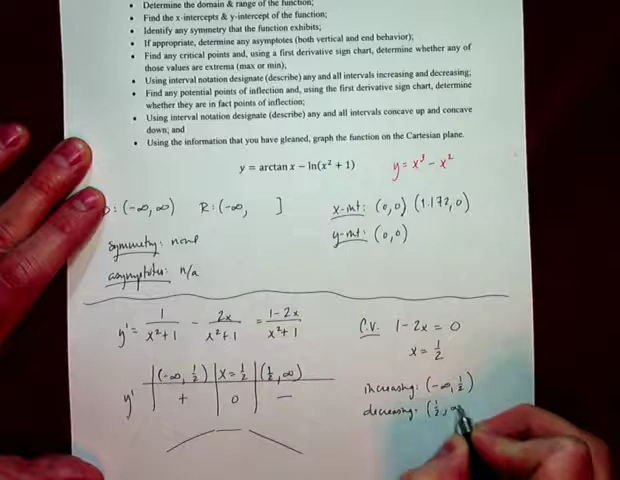 • Determine the domain & range of the function;
• Find the x-intercepts & y-intercept of the function;
• Identify any symmetry that the function exhibits;
• If appropriate, determine any asymptotes (both vertical and end behavior);
• Find any critical points and, using a first derivative sign chart, determine whether any of
those values are extrema (max or min);
• Using interval notation designate (describe) any and all intervals increasing and decreasing;
• Find any potential points of inflection and, using the first derivative sign chart, determine
whether they are in fact points of inflection;
• Using interval notation designate (describe) any and all intervals concave up and concave
down; and
• Using the information that you have gleaned, graph the function on the Cartesian plane.
y = arctan x − ln(x² + 1) y = x³ − x²
: (-∞, ∞) R: (-∞, ] x-int: (0,0) (1.172, 0)
symmetry: none y-int: (0,0)
asymptotes: n/a
y' = 1/(x²+1) − 2x/(x²+1) = (1-2x)/(x²+1) C.V. 1-2x = 0
x = 1/2
(-∞, 1/2) | x = 1/2 | (1/2, ∞)
y' + 0 −
increasing: (-∞, 1/2)
decreasing: (1/2, ∞